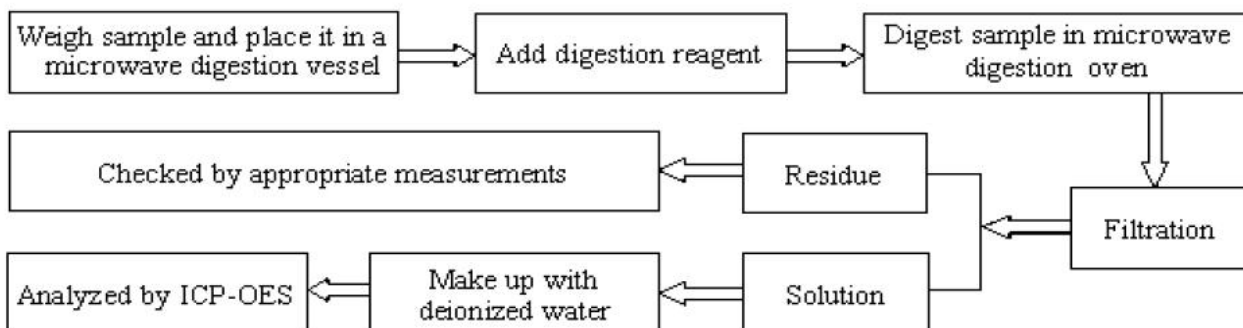 Weigh sample and place it in a
microwave digestion vessel
Add digestion reagent
Digest sample in microwave
digestion oven
Filtration
Residue
Checked by appropriate measurements
Solution
Make up with
deionized water
Analyzed by ICP-OES